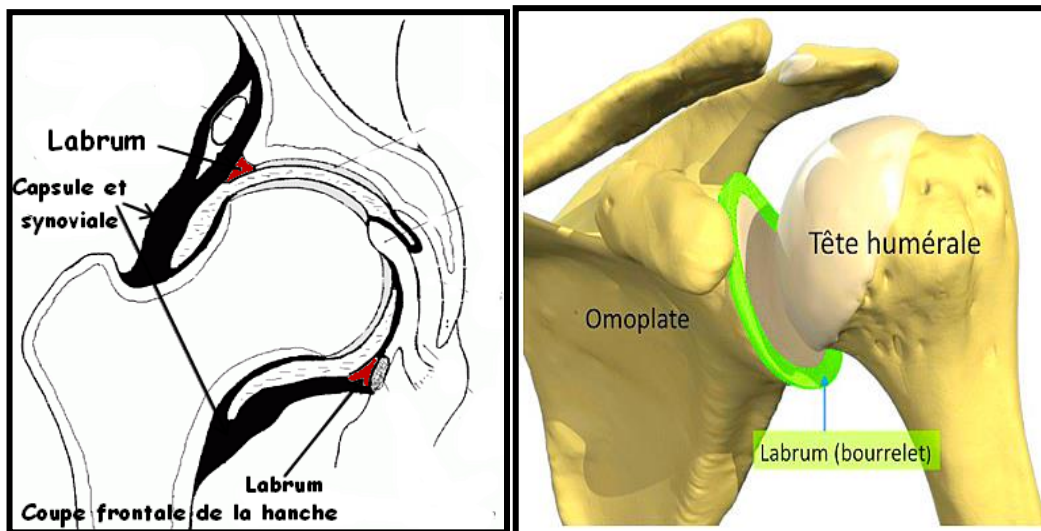 Labrum
Capsule et
synoviale
Labrum
Coupe frontale de la hanche
Tête humérale
Omoplate
Labrum (bourrelet)